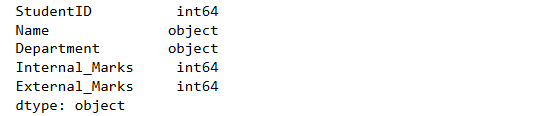 StudentID int64
Name object
Department object
Internal_Marks int64
External_Marks int64
dtype: object